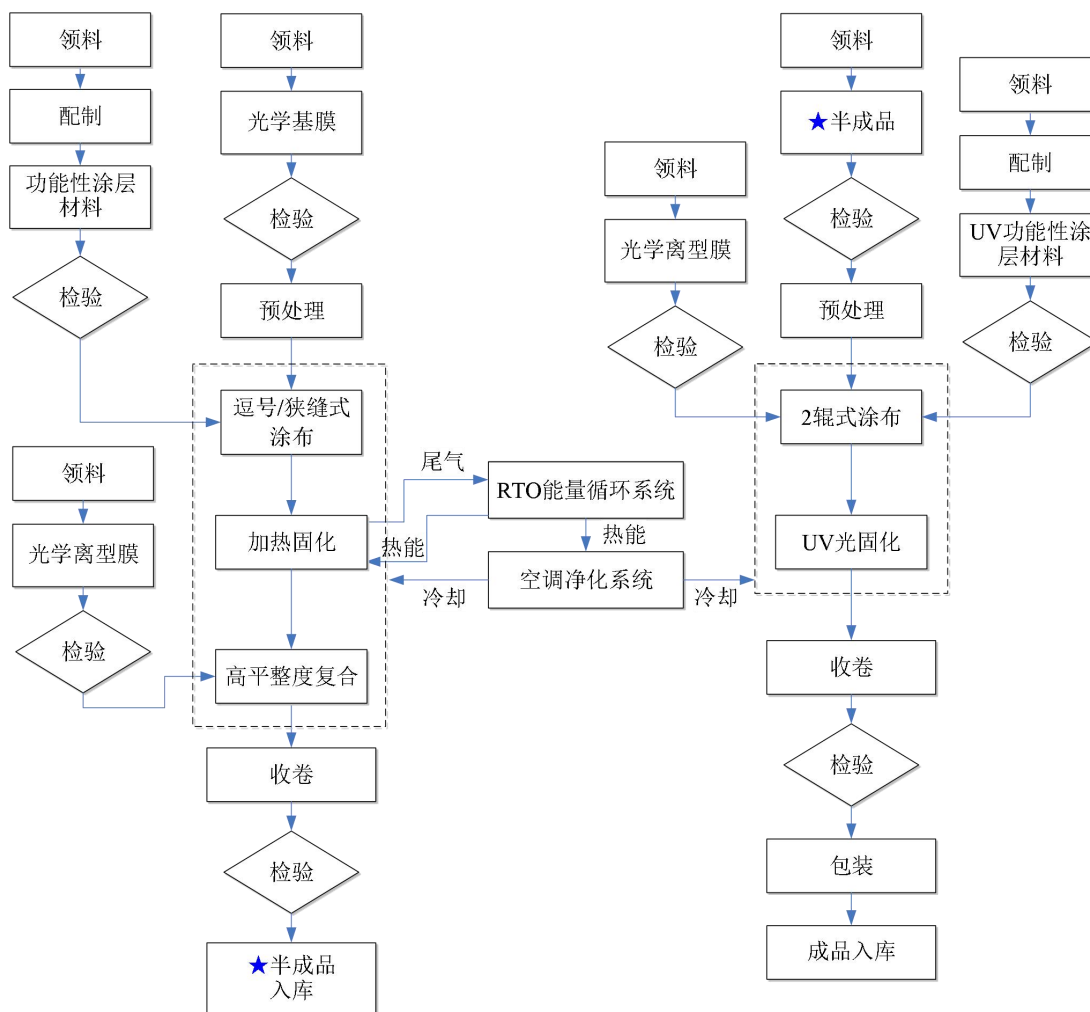 领料
配制
功能性涂层
材料
检验
领料
光学基膜
检验
预处理
逗号/狭缝式
涂布
加热固化
高平整度复合
收卷
检验
★半成品
入库
领料
光学离型膜
检验
尾气
RTO能量循环系统
热能
热能
空调净化系统
冷却
冷却
领料
光学离型膜
检验
领料
★半成品
检验
预处理
2辊式涂布
UV光固化
收卷
检验
包装
成品入库
领料
配制
UV功能性涂
层材料
检验